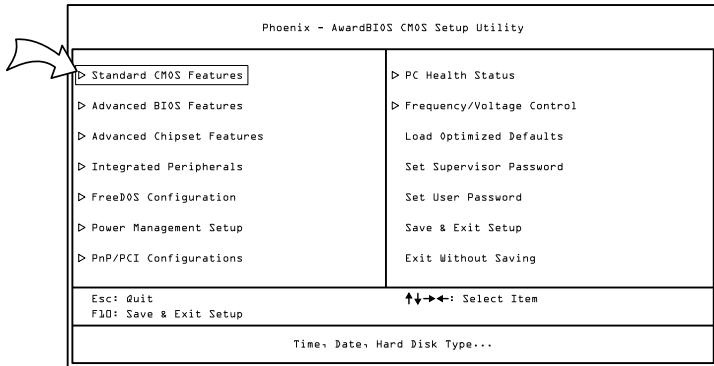 Phoenix - AwardBIOS CMOS Setup Utility
▷ Standard CMOS Features
▷ Advanced BIOS Features
▷ Advanced Chipset Features
▷ Integrated Peripherals
▷ FreeDOS Configuration
▷ Power Management Setup
▷ PnP/PCI Configurations
▷ PC Health Status
▷ Frequency/Voltage Control
Load Optimized Defaults
Set Supervisor Password
Set User Password
Save & Exit Setup
Exit Without Saving
Esc: Quit
F10: Save & Exit Setup
↑↓→←: Select Item
Time, Date, Hard Disk Type...